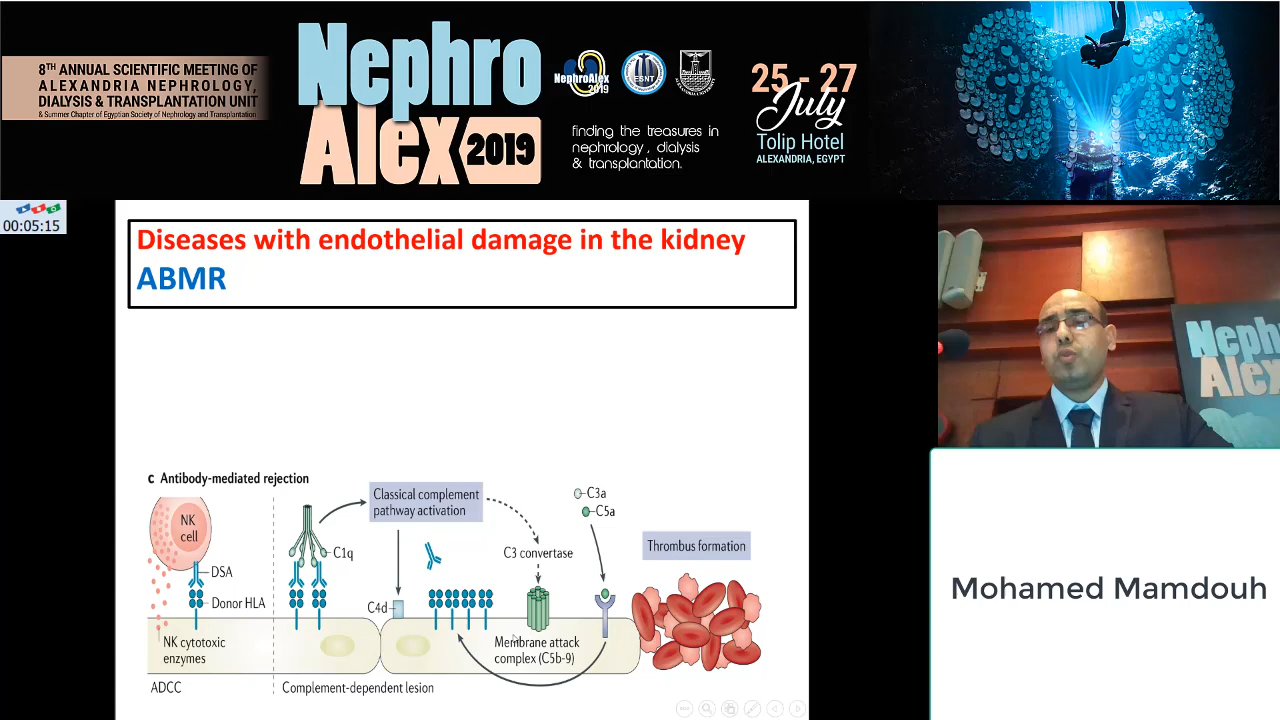 8TH ANNUAL SCIENTIFIC MEETING OF
ALEXANDRIA NEPHROLOGY,
DIALYSIS & TRANSPLANTATION UNIT
& Summer Chapter of Egyptian Society of Nephrology and Transplantation
Nephro
Alex
2019
NephroAlex
2019
ESNT
finding the treasures in
nephrology, dialysis
& transplantation.
25 - 27
July
Tolip Hotel
ALEXANDRIA, EGYPT
00:05:15
Diseases with endothelial damage in the kidney
ABMR
c Antibody-mediated rejection
NK
cell
DSA
Donor HLA
NK cytotoxic
enzymes
ADCC
C1q
Classical complement
pathway activation
C4d
C3 convertase
Membrane attack
complex (C5b-9)
C3a
C5a
Complement-dependent lesion
Thrombus formation
Neph
Alex
Mohamed Mamdouh